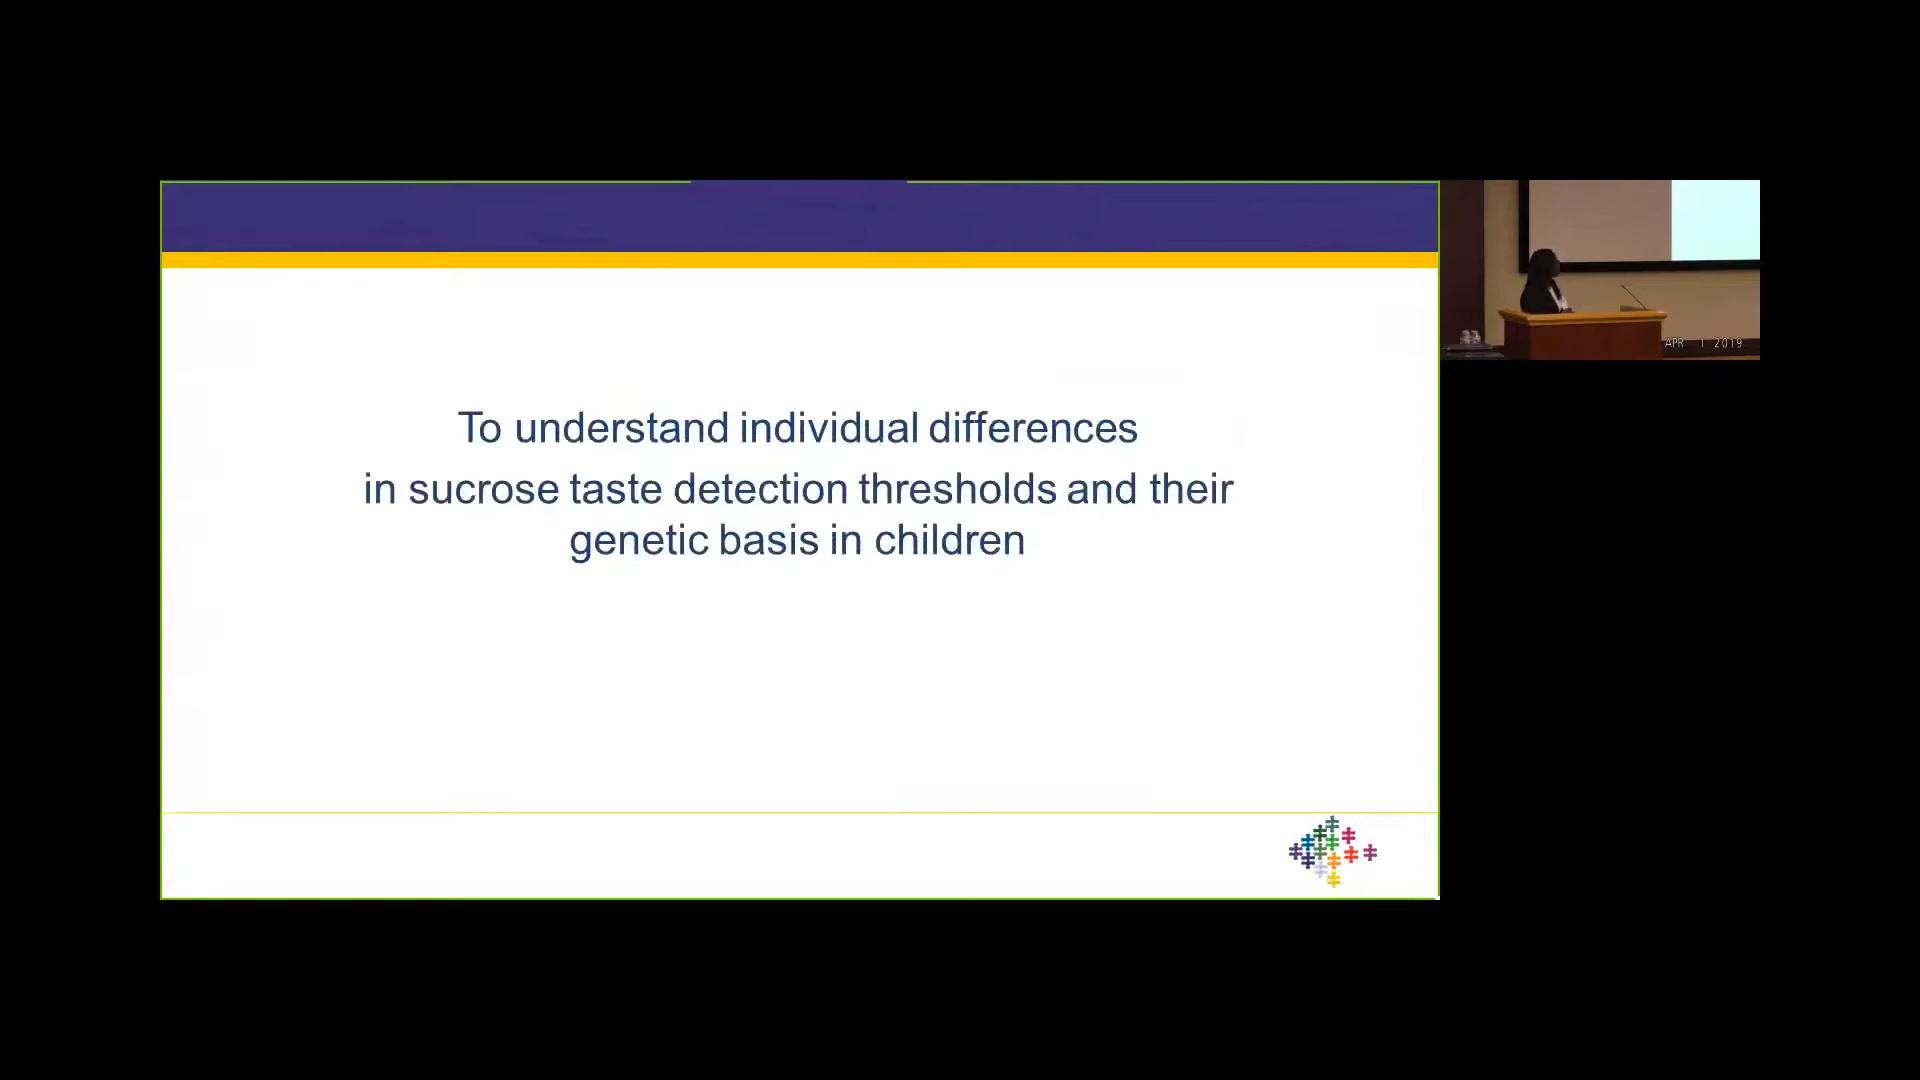 To understand individual differences
in sucrose taste detection thresholds and their
genetic basis in children
APR 1 2019